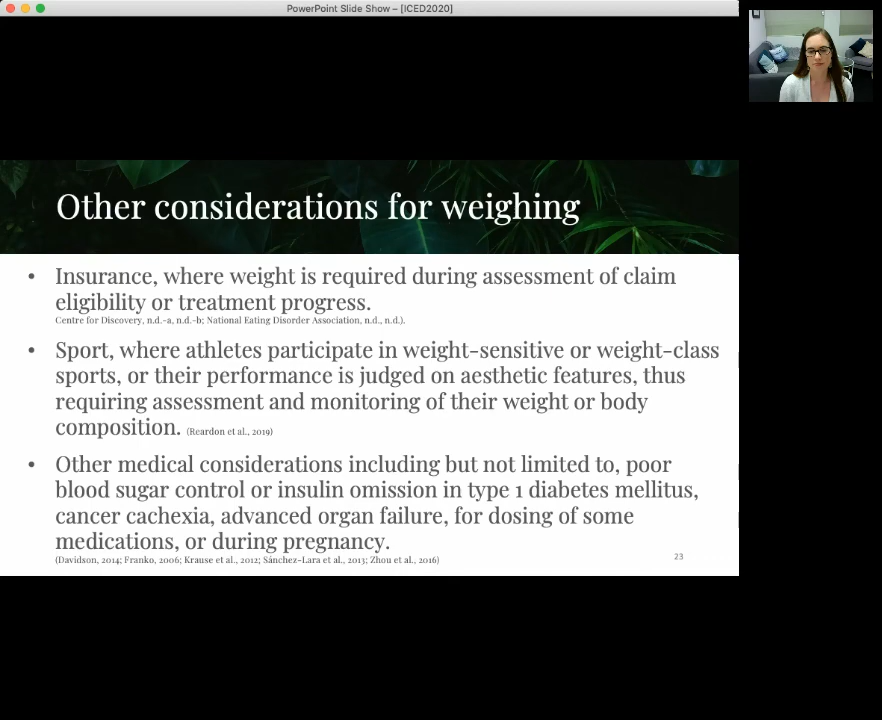 PowerPoint Slide Show – [ICED2020]
Other considerations for weighing
• Insurance, where weight is required during assessment of claim
eligibility or treatment progress.
Centre for Discovery, n.d.-a, n.d.-b; National Eating Disorder Association, n.d., n.d.).
• Sport, where athletes participate in weight-sensitive or weight-class
sports, or their performance is judged on aesthetic features, thus
requiring assessment and monitoring of their weight or body
composition. (Reardon et al., 2019)
• Other medical considerations including but not limited to, poor
blood sugar control or insulin omission in type 1 diabetes mellitus,
cancer cachexia, advanced organ failure, for dosing of some
medications, or during pregnancy.
(Davidson, 2014; Franko, 2006; Krause et al., 2012; Sánchez-Lara et al., 2013; Zhou et al., 2016)
23